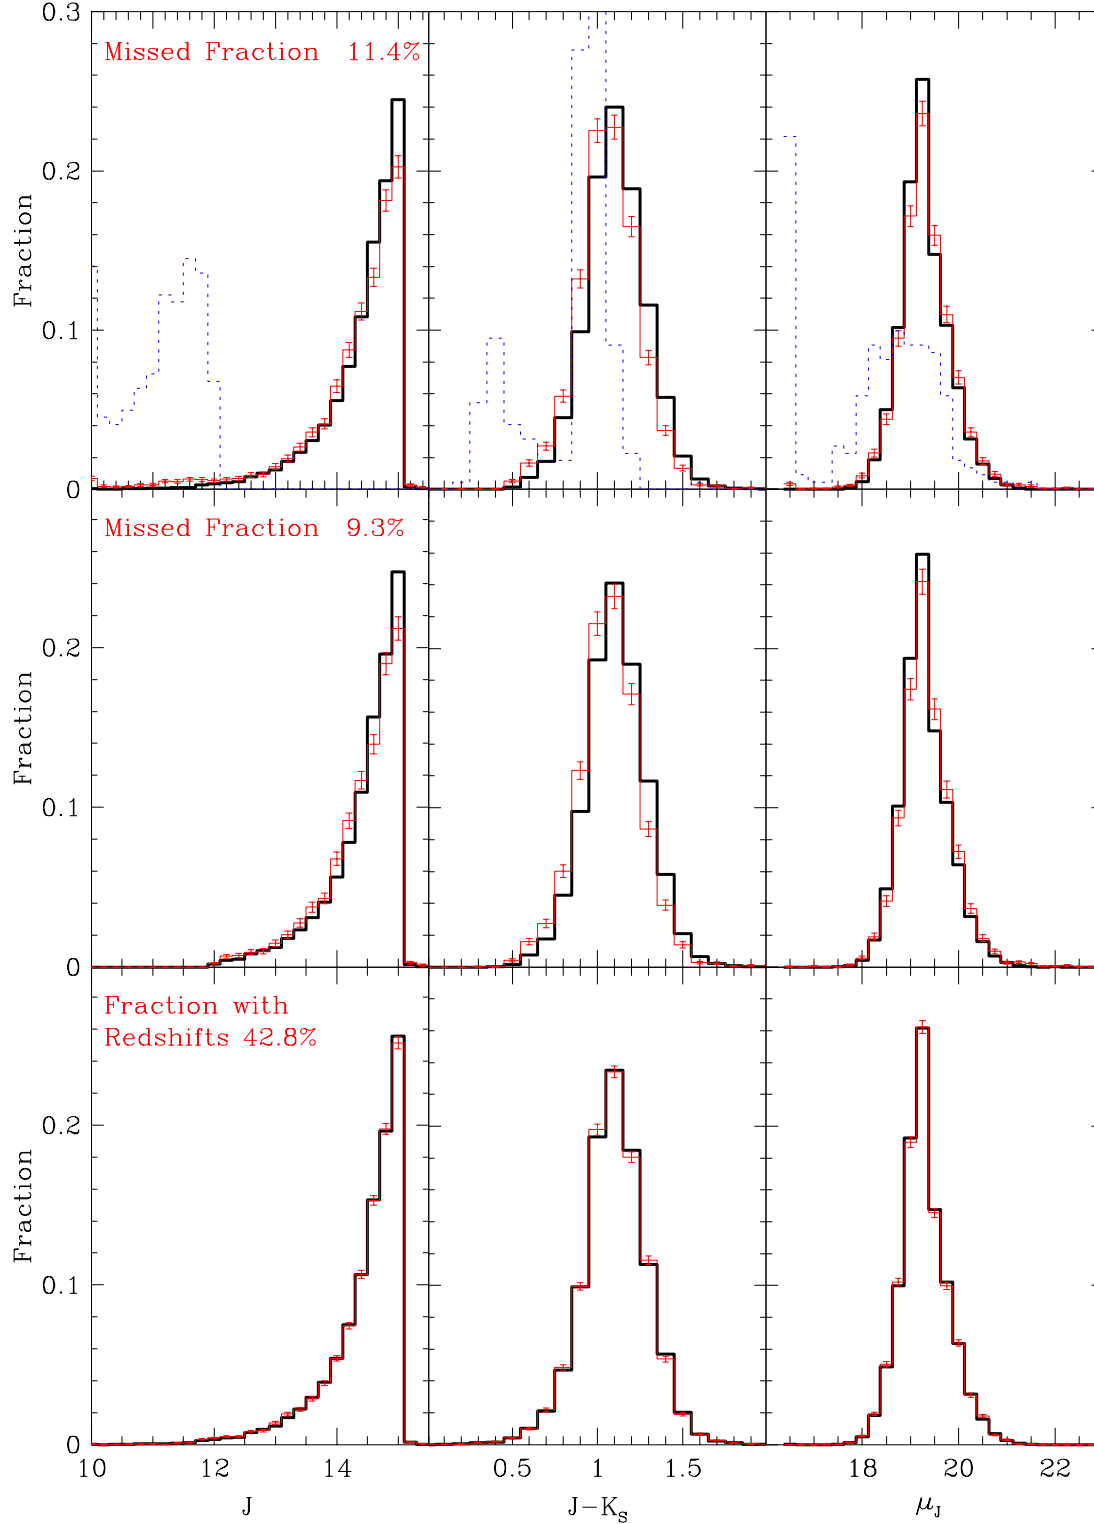 0.3
Missed Fraction 11.4%
0.2
Fraction
0.1
0
Missed Fraction 9.3%
0.2
Fraction
0.1
0
Fraction with
Redshifts 42.8%
0.2
Fraction
0.1
0
10 12 14 0.5 1 1.5 18 20 22
J J-K_S μ_J